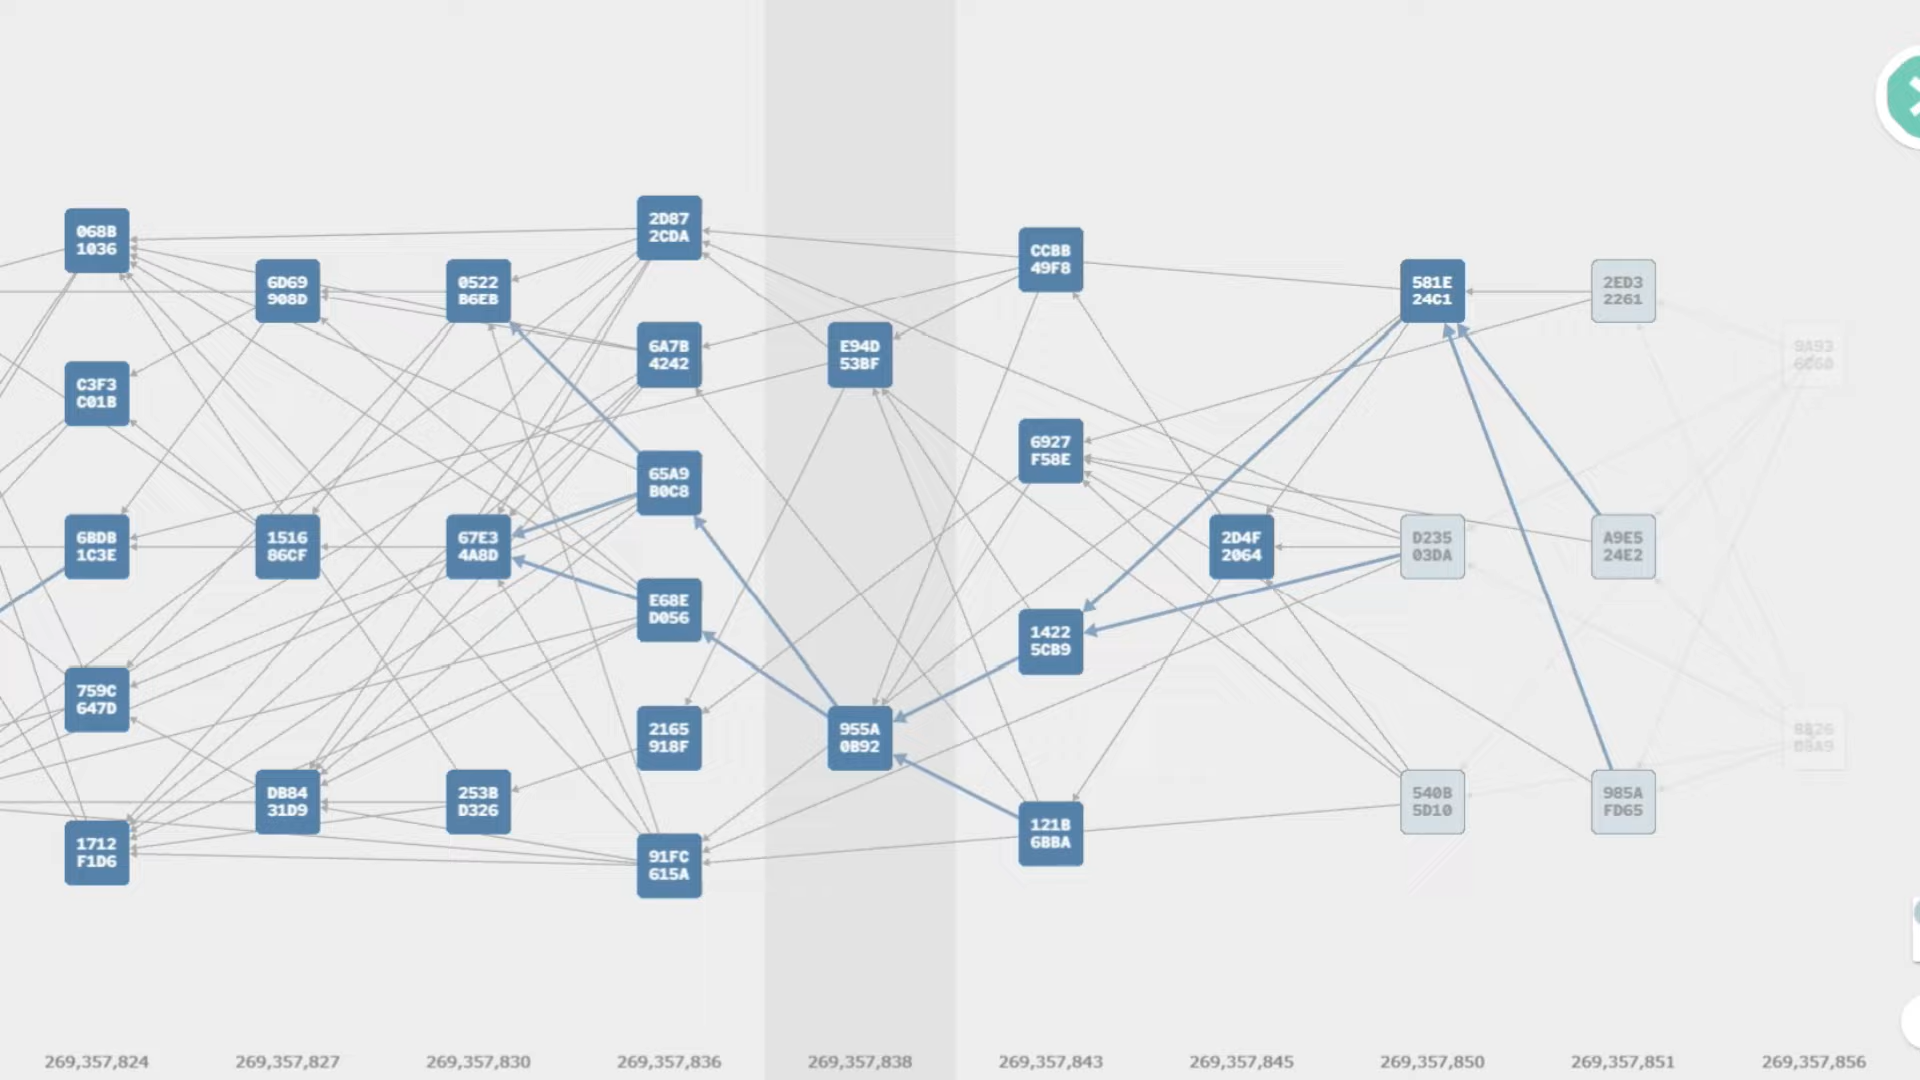 068B
1036
C3F3
C01B
6BDB
1C3E
759C
647D
1712
F1D6
6D69
908D
1516
86CF
DB84
31D9
0522
B6EB
67E3
4A8D
253B
D326
2D87
2CDA
6A7B
4242
65A9
B0C8
E68E
D056
2165
918F
91FC
615A
E94D
53BF
955A
0B92
CCBB
49F8
6927
F58E
1422
5CB9
121B
6BBA
2D4F
2064
581E
24C1
D235
03DA
540B
5D10
2ED3
2261
A9E5
24E2
985A
FD65
269,357,824
269,357,827
269,357,830
269,357,836
269,357,838
269,357,843
269,357,845
269,357,850
269,357,851
269,357,856